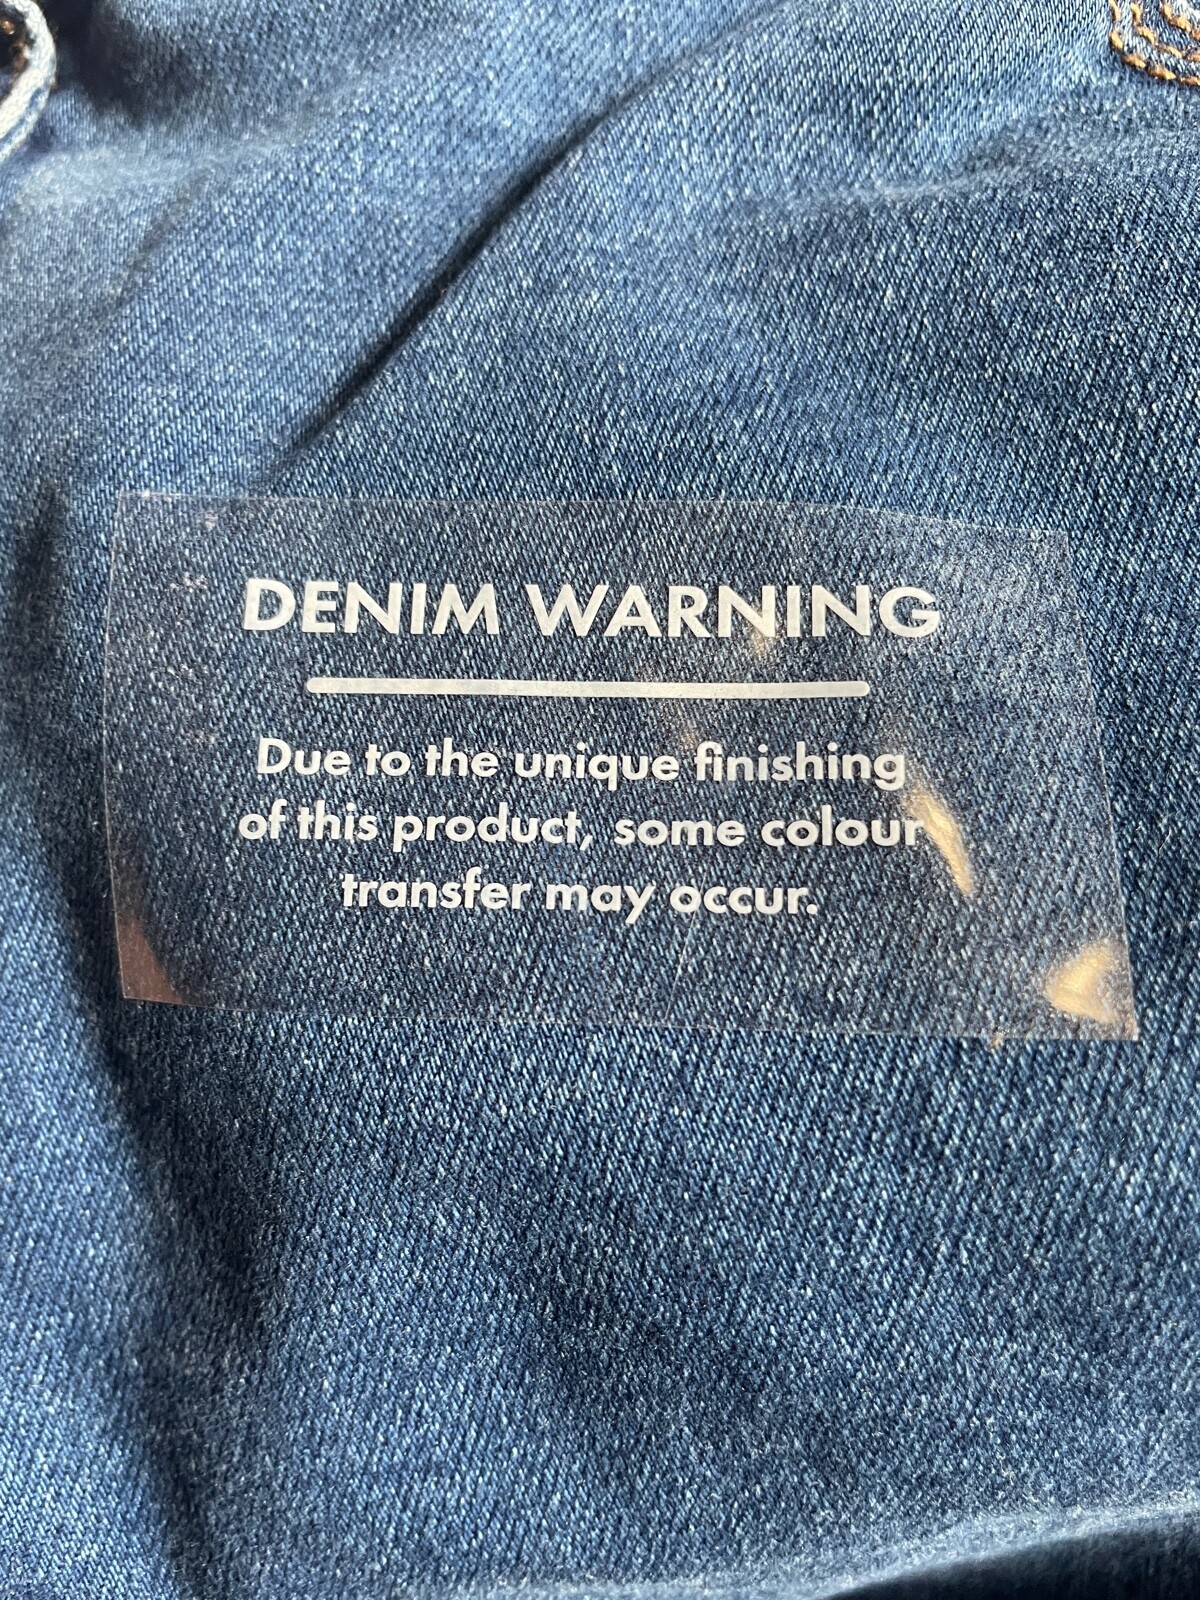 DENIM WARNING
Due to the unique finishing
of this product, some colour
transfer may occur.